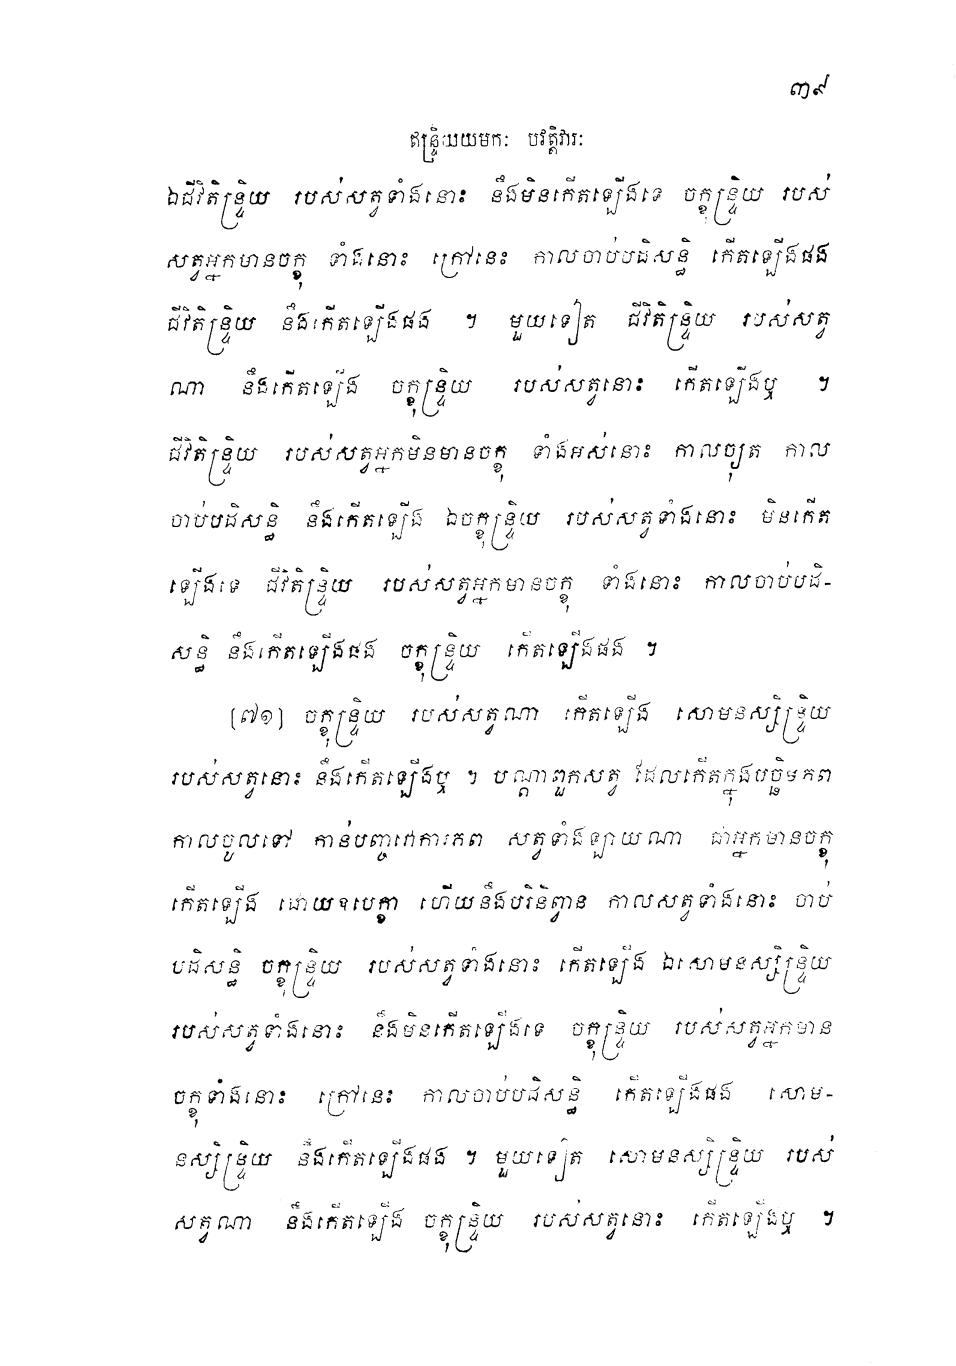 ៣៩
ឥន្ទ្រិយយមកៈ បវត្តិវារៈ
ឯជីវិតិន្ទ្រិយ របស់សត្វទាំងនោះ នឹងមិនកើតឡើងទេ ចក្ខុន្ទ្រិយ របស់
សត្វអ្នកមានចក្ខុ ទាំងនោះ ក្រៅនេះ កាលចាប់បដិសន្ធិ កើតឡើងផង
ជីវិតិន្ទ្រិយ នឹងកើតឡើងផង ។ មួយទៀត ជីវិតិន្ទ្រិយ របស់សត្វ
ណា នឹងកើតឡើង ចក្ខុន្ទ្រិយ របស់សត្វនោះ កើតឡើងឬ ។
ជីវិតិន្ទ្រិយ របស់សត្វអ្នកមិនមានចក្ខុ ទាំងអស់នោះ កាលច្យុត កាល
ចាប់បដិសន្ធិ នឹងកើតឡើង ឯចក្ខុន្ទ្រិយ របស់សត្វទាំងនោះ មិនកើត
ឡើងទេ ជីវិតិន្ទ្រិយ របស់សត្វអ្នកមានចក្ខុ ទាំងនោះ កាលចាប់បដិ-
សន្ធិ នឹងកើតឡើងផង ចក្ខុន្ទ្រិយ កើតឡើងផង ។
[៧១] ចក្ខុន្ទ្រិយ របស់សត្វណា កើតឡើង សោមនស្សិន្ទ្រិយ
របស់សត្វនោះ នឹងកើតឡើងឬ ។ បណ្តាពួកសត្វ ដែលកើតក្នុងបច្ឆិមភព
កាលចូលទៅ កាន់បញ្ចវោការភព សត្វទាំងឡាយណា ជាអ្នកមានចក្ខុ
កើតឡើង ដោយឧបេក្ខា ហើយនឹងបរិនិព្វាន កាលសត្វទាំងនោះ ចាប់
បដិសន្ធិ ចក្ខុន្ទ្រិយ របស់សត្វទាំងនោះ កើតឡើង ឯសោមនស្សិន្ទ្រិយ
របស់សត្វទាំងនោះ នឹងមិនកើតឡើងទេ ចក្ខុន្ទ្រិយ របស់សត្វអ្នកមាន
ចក្ខុទាំងនោះ ក្រៅនេះ កាលចាប់បដិសន្ធិ កើតឡើងផង សោម-
នស្សិន្ទ្រិយ នឹងកើតឡើងផង ។ មួយទៀត សោមនស្សិន្ទ្រិយ របស់
សត្វណា នឹងកើតឡើង ចក្ខុន្ទ្រិយ របស់សត្វនោះ កើតឡើងឬ ។